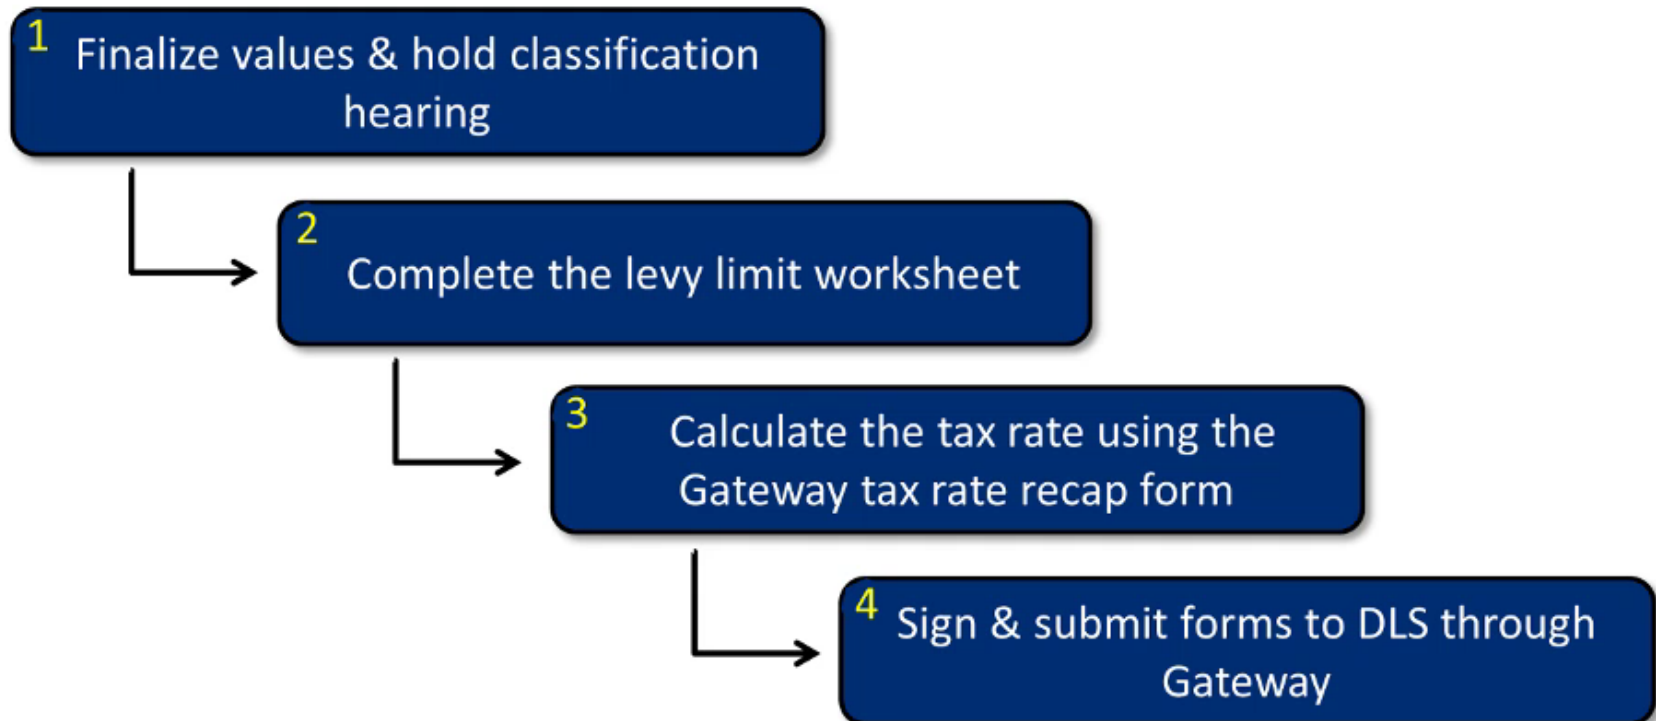 1
Finalize values & hold classification
hearing
2
Complete the levy limit worksheet
3
Calculate the tax rate using the
Gateway tax rate recap form
4
Sign & submit forms to DLS through
Gateway